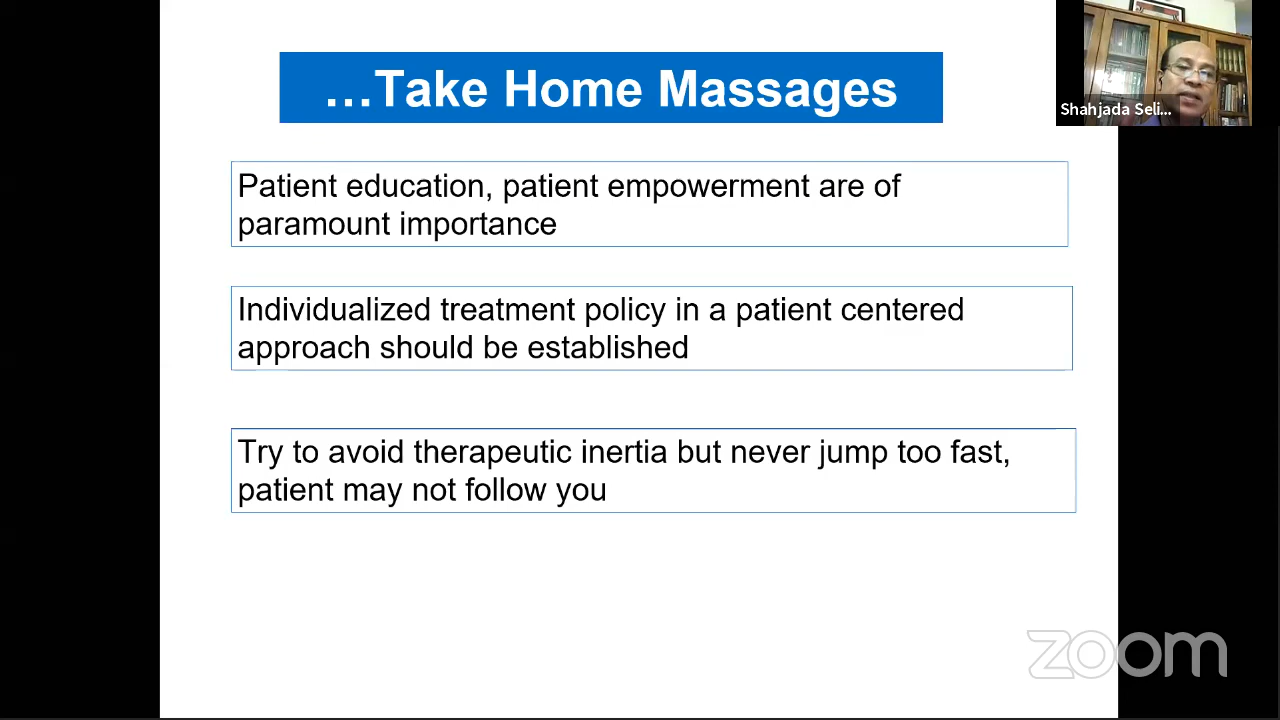 …Take Home Massages
Shahjada Seli...
Patient education, patient empowerment are of
paramount importance
Individualized treatment policy in a patient centered
approach should be established
Try to avoid therapeutic inertia but never jump too fast,
patient may not follow you
zoom